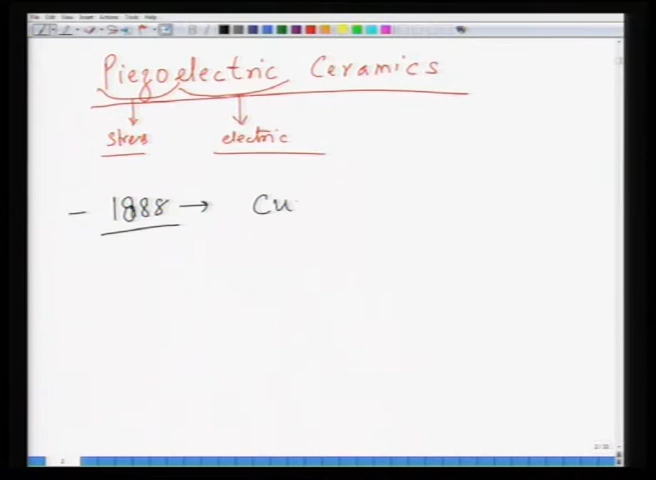 Piezoelectric Ceramics
stress electric
- 1888 → Cu